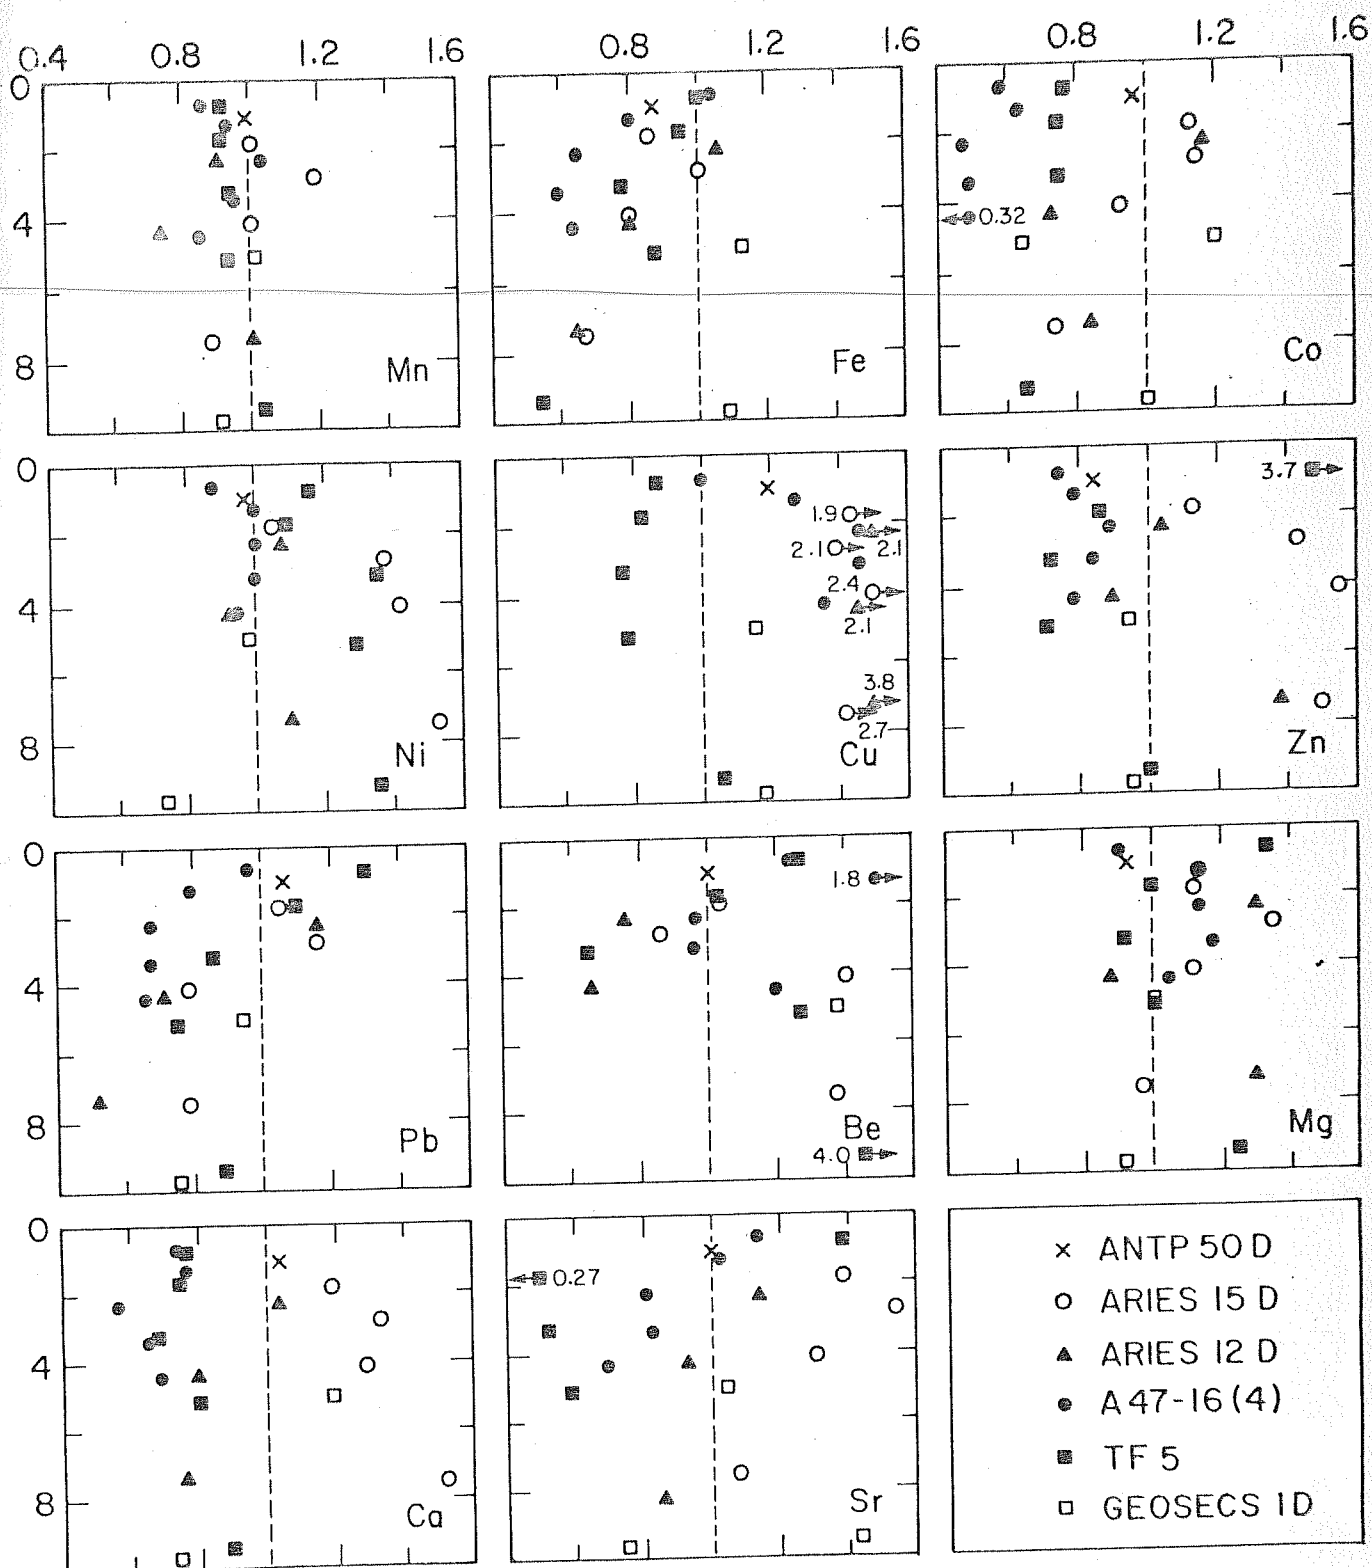 0.4 0.8 1.2 1.6 0.8 1.2 1.6 0.8 1.2 1.6
0
4
8
Mn
Fe
0.32
Co
0
4
8
Ni
1.9
2.1 2.1
2.4
2.1
3.8
2.7
Cu
3.7
Zn
0
4
8
Pb
1.8
Be
4.0
Mg
0
4
8
Ca
0.27
Sr
× ANTP 50 D
○ ARIES 15 D
▲ ARIES 12 D
● A 47-16 (4)
■ TF 5
□ GEOSECS 1D